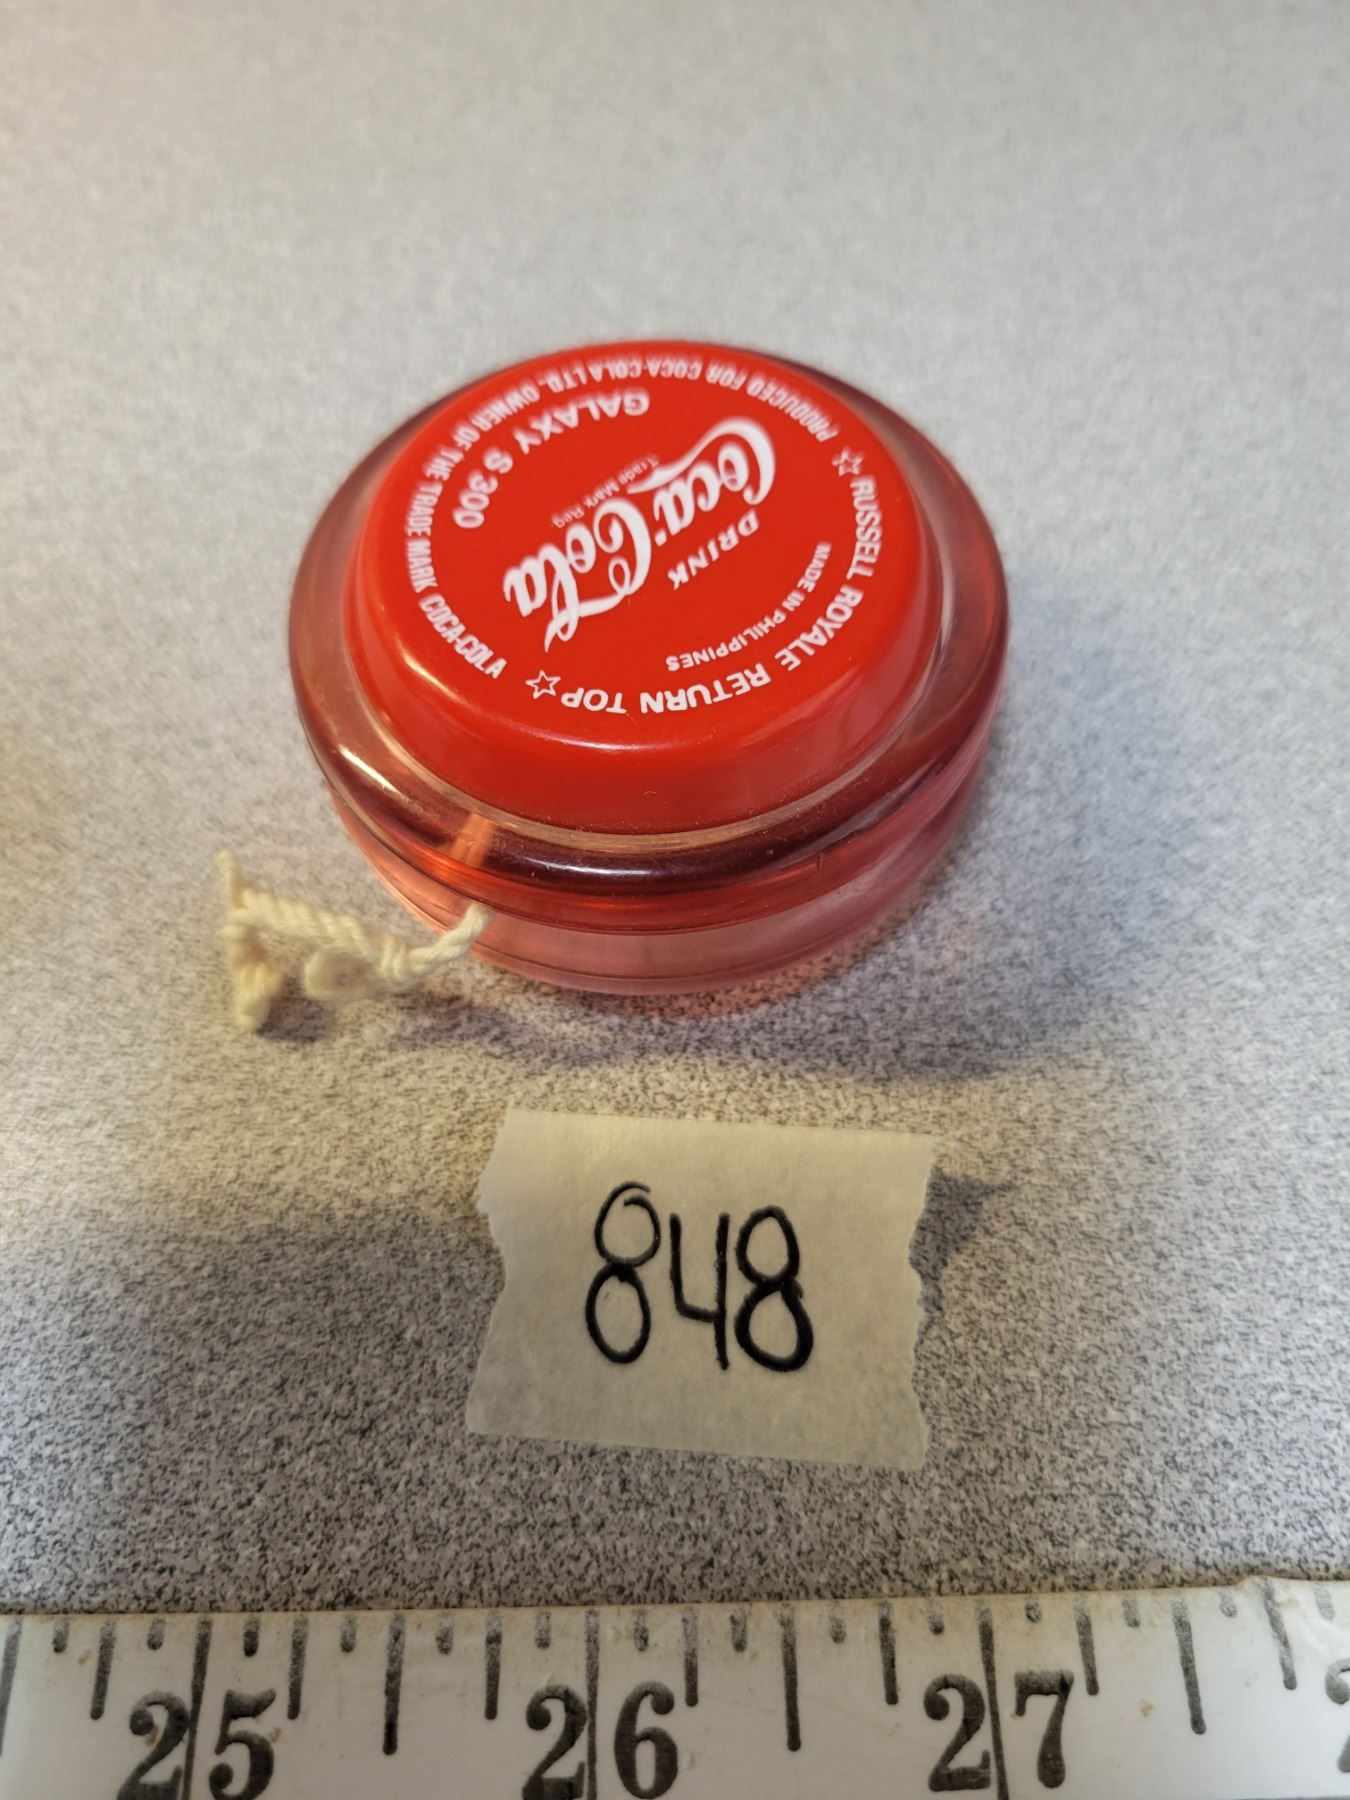 ☆ RUSSELL ROYALE RETURN TOP ☆
MADE IN PHILIPPINES
DRINK
Coca-Cola
Trade Mark Reg.
GALAXY S 300
PRODUCED FOR COCA-COLA LTD. OWNER OF THE TRADE MARK COCA-COLA
848
25 26 27